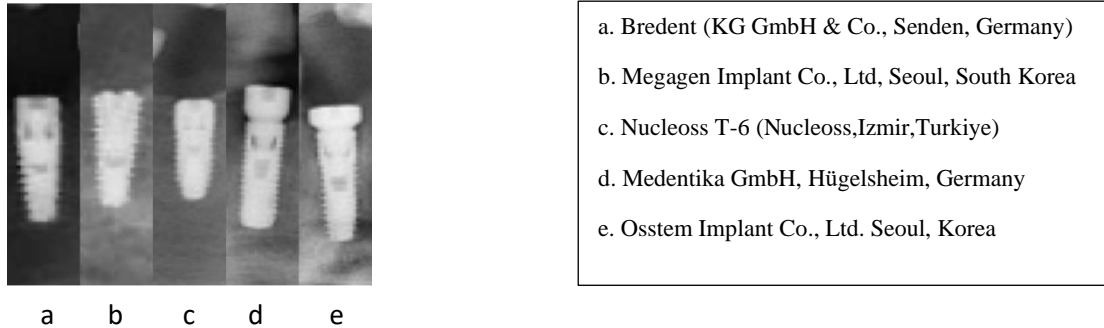 a b c d e
a. Bredent (KG GmbH & Co., Senden, Germany)
b. Megagen Implant Co., Ltd, Seoul, South Korea
c. Nucleoss T-6 (Nucleoss,Izmir,Turkiye)
d. Medentika GmbH, Hügelsheim, Germany
e. Osstem Implant Co., Ltd. Seoul, Korea